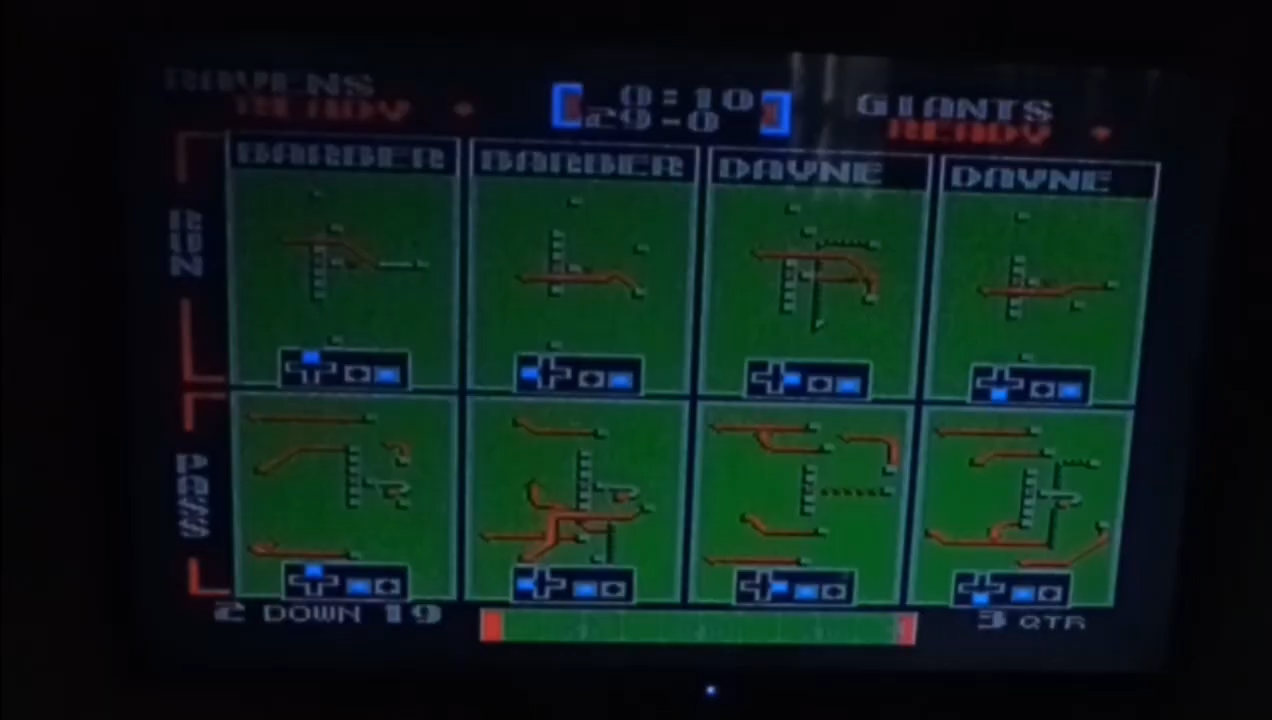 RAVENS
READY
0:10
29-0
GIANTS
READY
BARBER
BARBER
DAYNE
DAYNE
RUN
PASS
2 DOWN 19
3 QTR